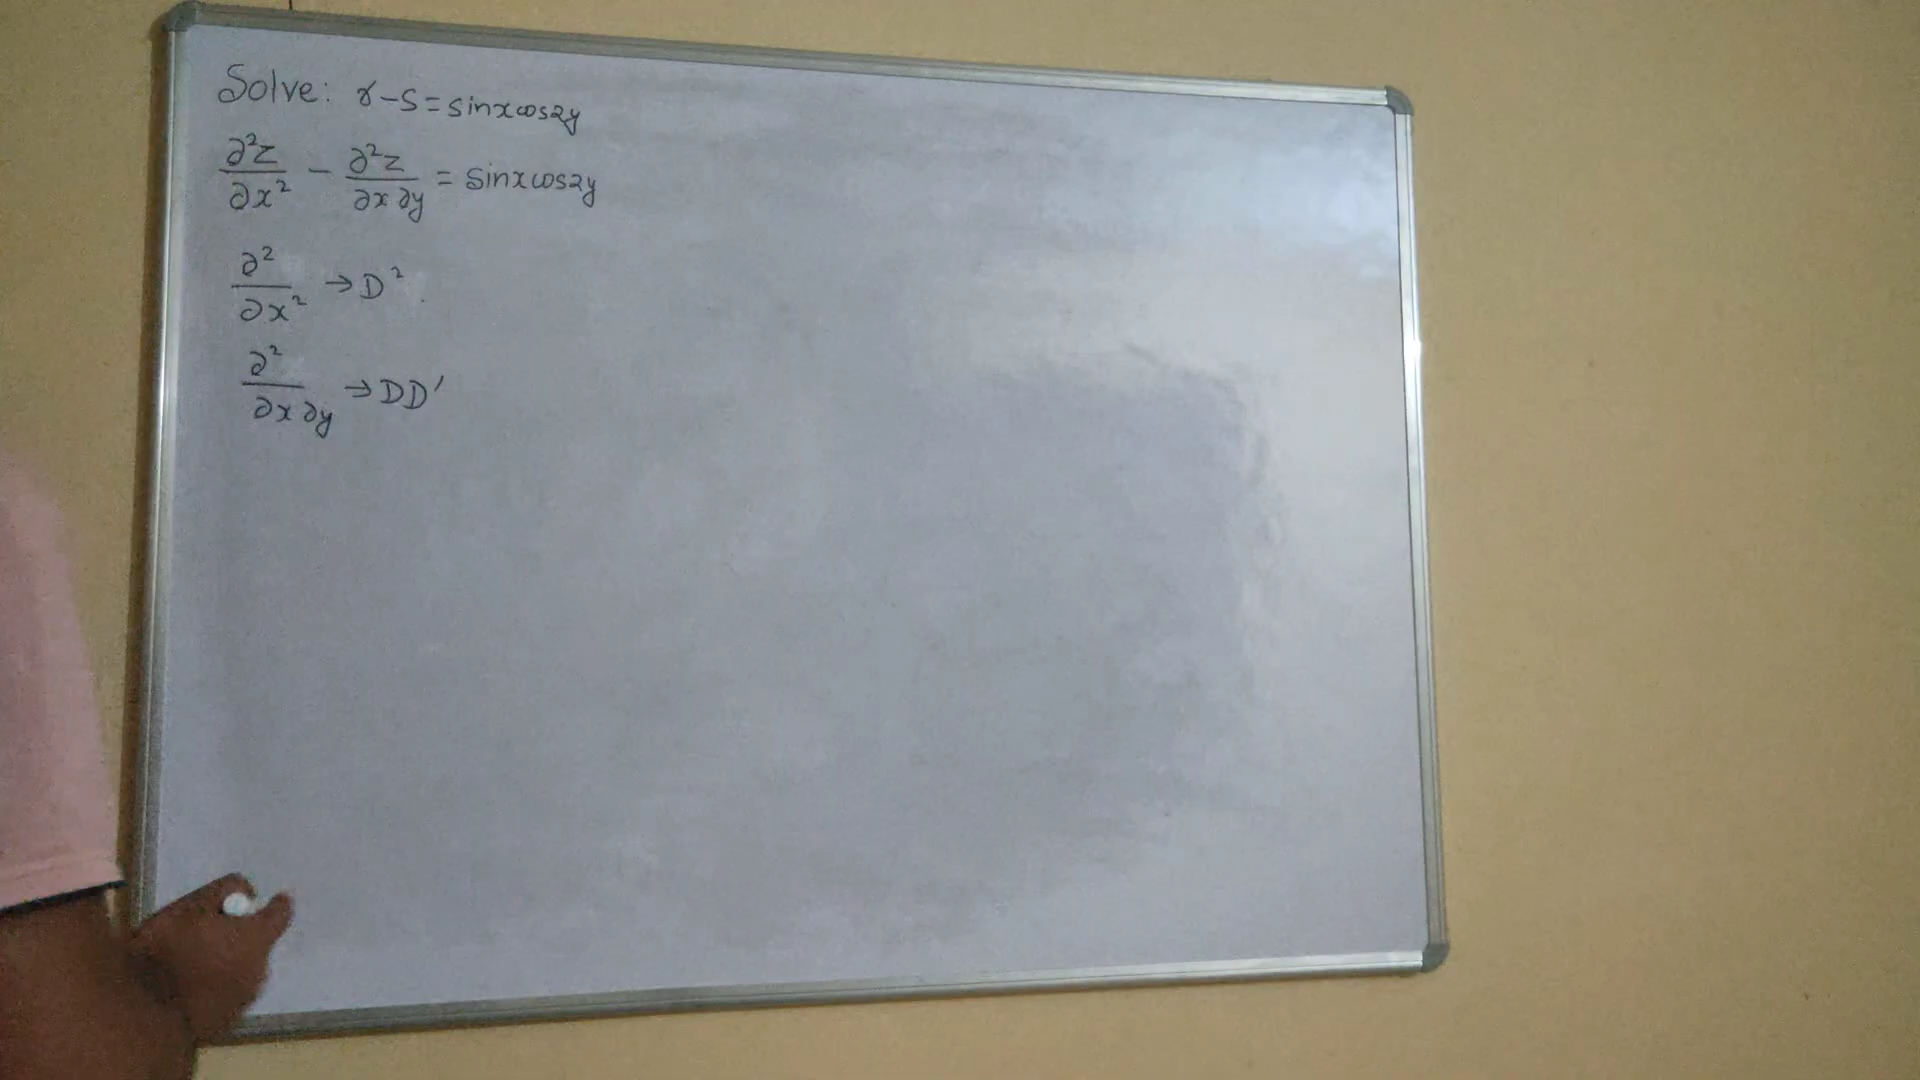 Solve: r-s = sinxcos2y
∂²z/∂x² - ∂²z/∂x∂y = sinxcos2y
∂²/∂x² → D².
∂²/∂x∂y → DD'